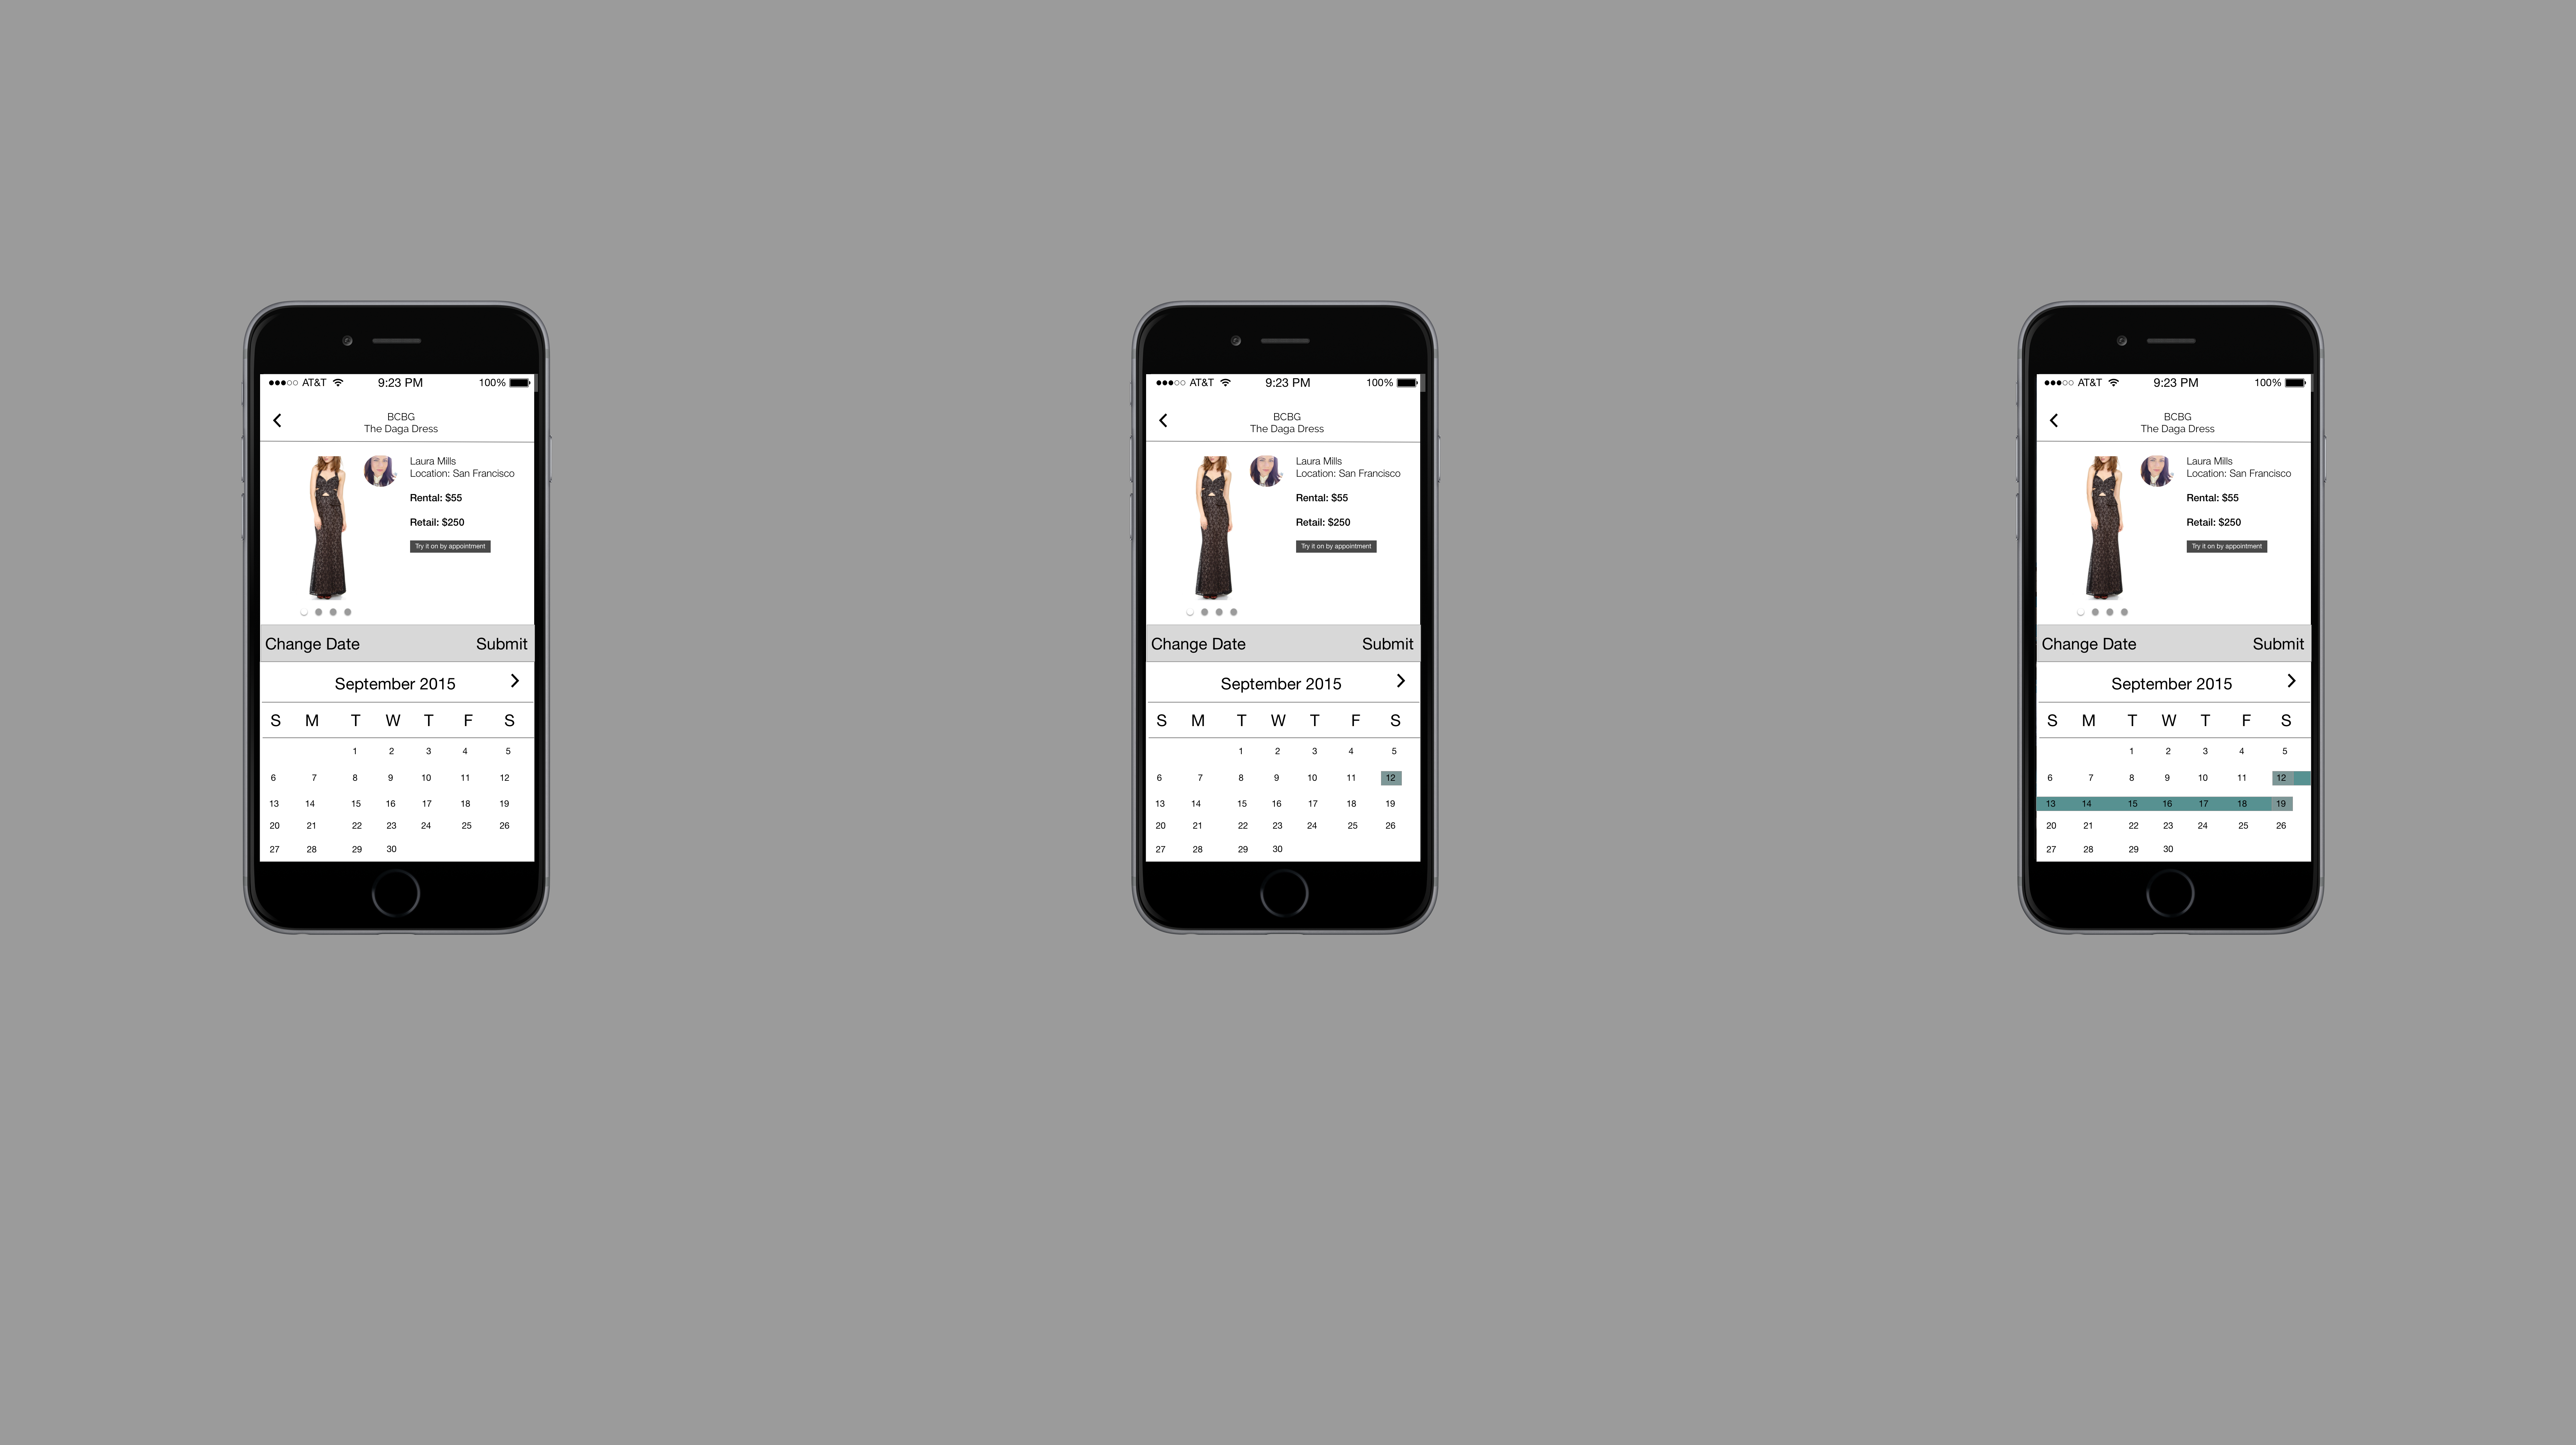 AT&T 9:23 PM 100%
BCBG
The Daga Dress
Laura Mills
Location: San Francisco
Rental: $55
Retail: $250
Try it on by appointment
Change Date Submit
September 2015
S M T W T F S
1 2 3 4 5
6 7 8 9 10 11 12
13 14 15 16 17 18 19
20 21 22 23 24 25 26
27 28 29 30
AT&T 9:23 PM 100%
BCBG
The Daga Dress
Laura Mills
Location: San Francisco
Rental: $55
Retail: $250
Try it on by appointment
Change Date Submit
September 2015
S M T W T F S
1 2 3 4 5
6 7 8 9 10 11 12
13 14 15 16 17 18 19
20 21 22 23 24 25 26
27 28 29 30
AT&T 9:23 PM 100%
BCBG
The Daga Dress
Laura Mills
Location: San Francisco
Rental: $55
Retail: $250
Try it on by appointment
Change Date Submit
September 2015
S M T W T F S
1 2 3 4 5
6 7 8 9 10 11 12
13 14 15 16 17 18 19
20 21 22 23 24 25 26
27 28 29 30